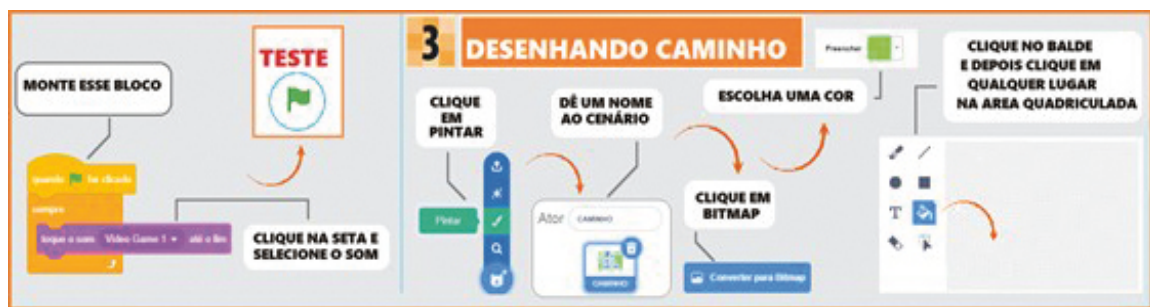 MONTE ESSE BLOCO
quando for clicado
sempre
toque o som Video Game 1 até o fim
CLIQUE NA SETA E
SELECIONE O SOM
TESTE
3 DESENHANDO CAMINHO
CLIQUE
EM
PINTAR
Pintar
DÊ UM NOME
AO CENÁRIO
Ator CAMINHO
CAMINHO
CLIQUE EM
BITMAP
Converter para Bitmap
ESCOLHA UMA COR
Preencher
CLIQUE NO BALDE
E DEPOIS CLIQUE EM
QUALQUER LUGAR
NA AREA QUADRICULADA
T